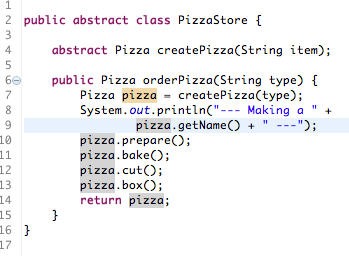 1
2 public abstract class PizzaStore {
3
4     abstract Pizza createPizza(String item);
5
6     public Pizza orderPizza(String type) {
7         Pizza pizza = createPizza(type);
8         System.out.println("--- Making a " +
9                 pizza.getName() + " ---");
10         pizza.prepare();
11         pizza.bake();
12         pizza.cut();
13         pizza.box();
14         return pizza;
15     }
16 }
17